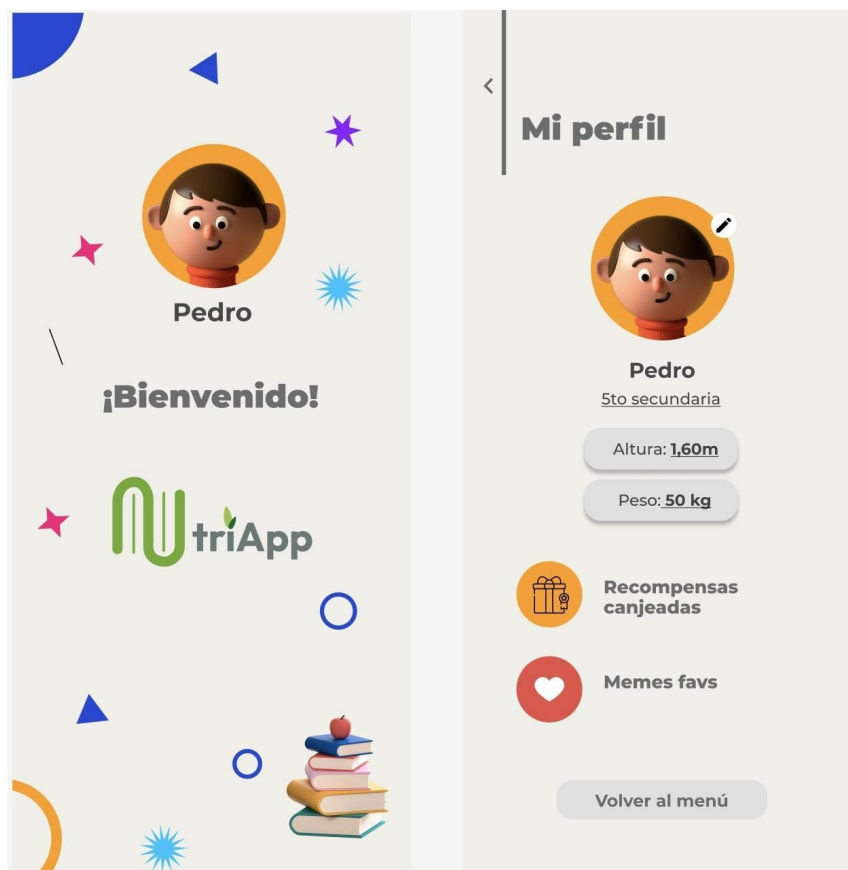 Pedro
¡Bienvenido!
NutriApp
Mi perfil
Pedro
5to secundaria
Altura: 1,60m
Peso: 50 kg
Recompensas
canjeadas
Memes favs
Volver al menú